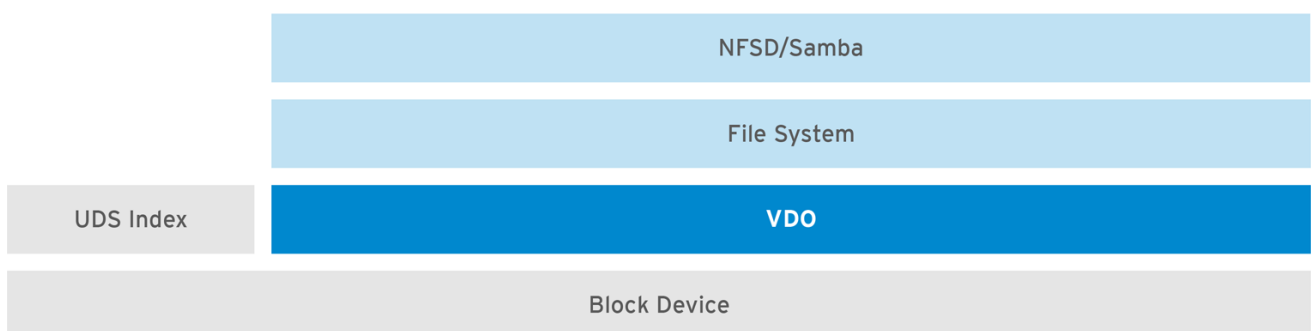 NFSD/Samba
File System
UDS Index
VDO
Block Device